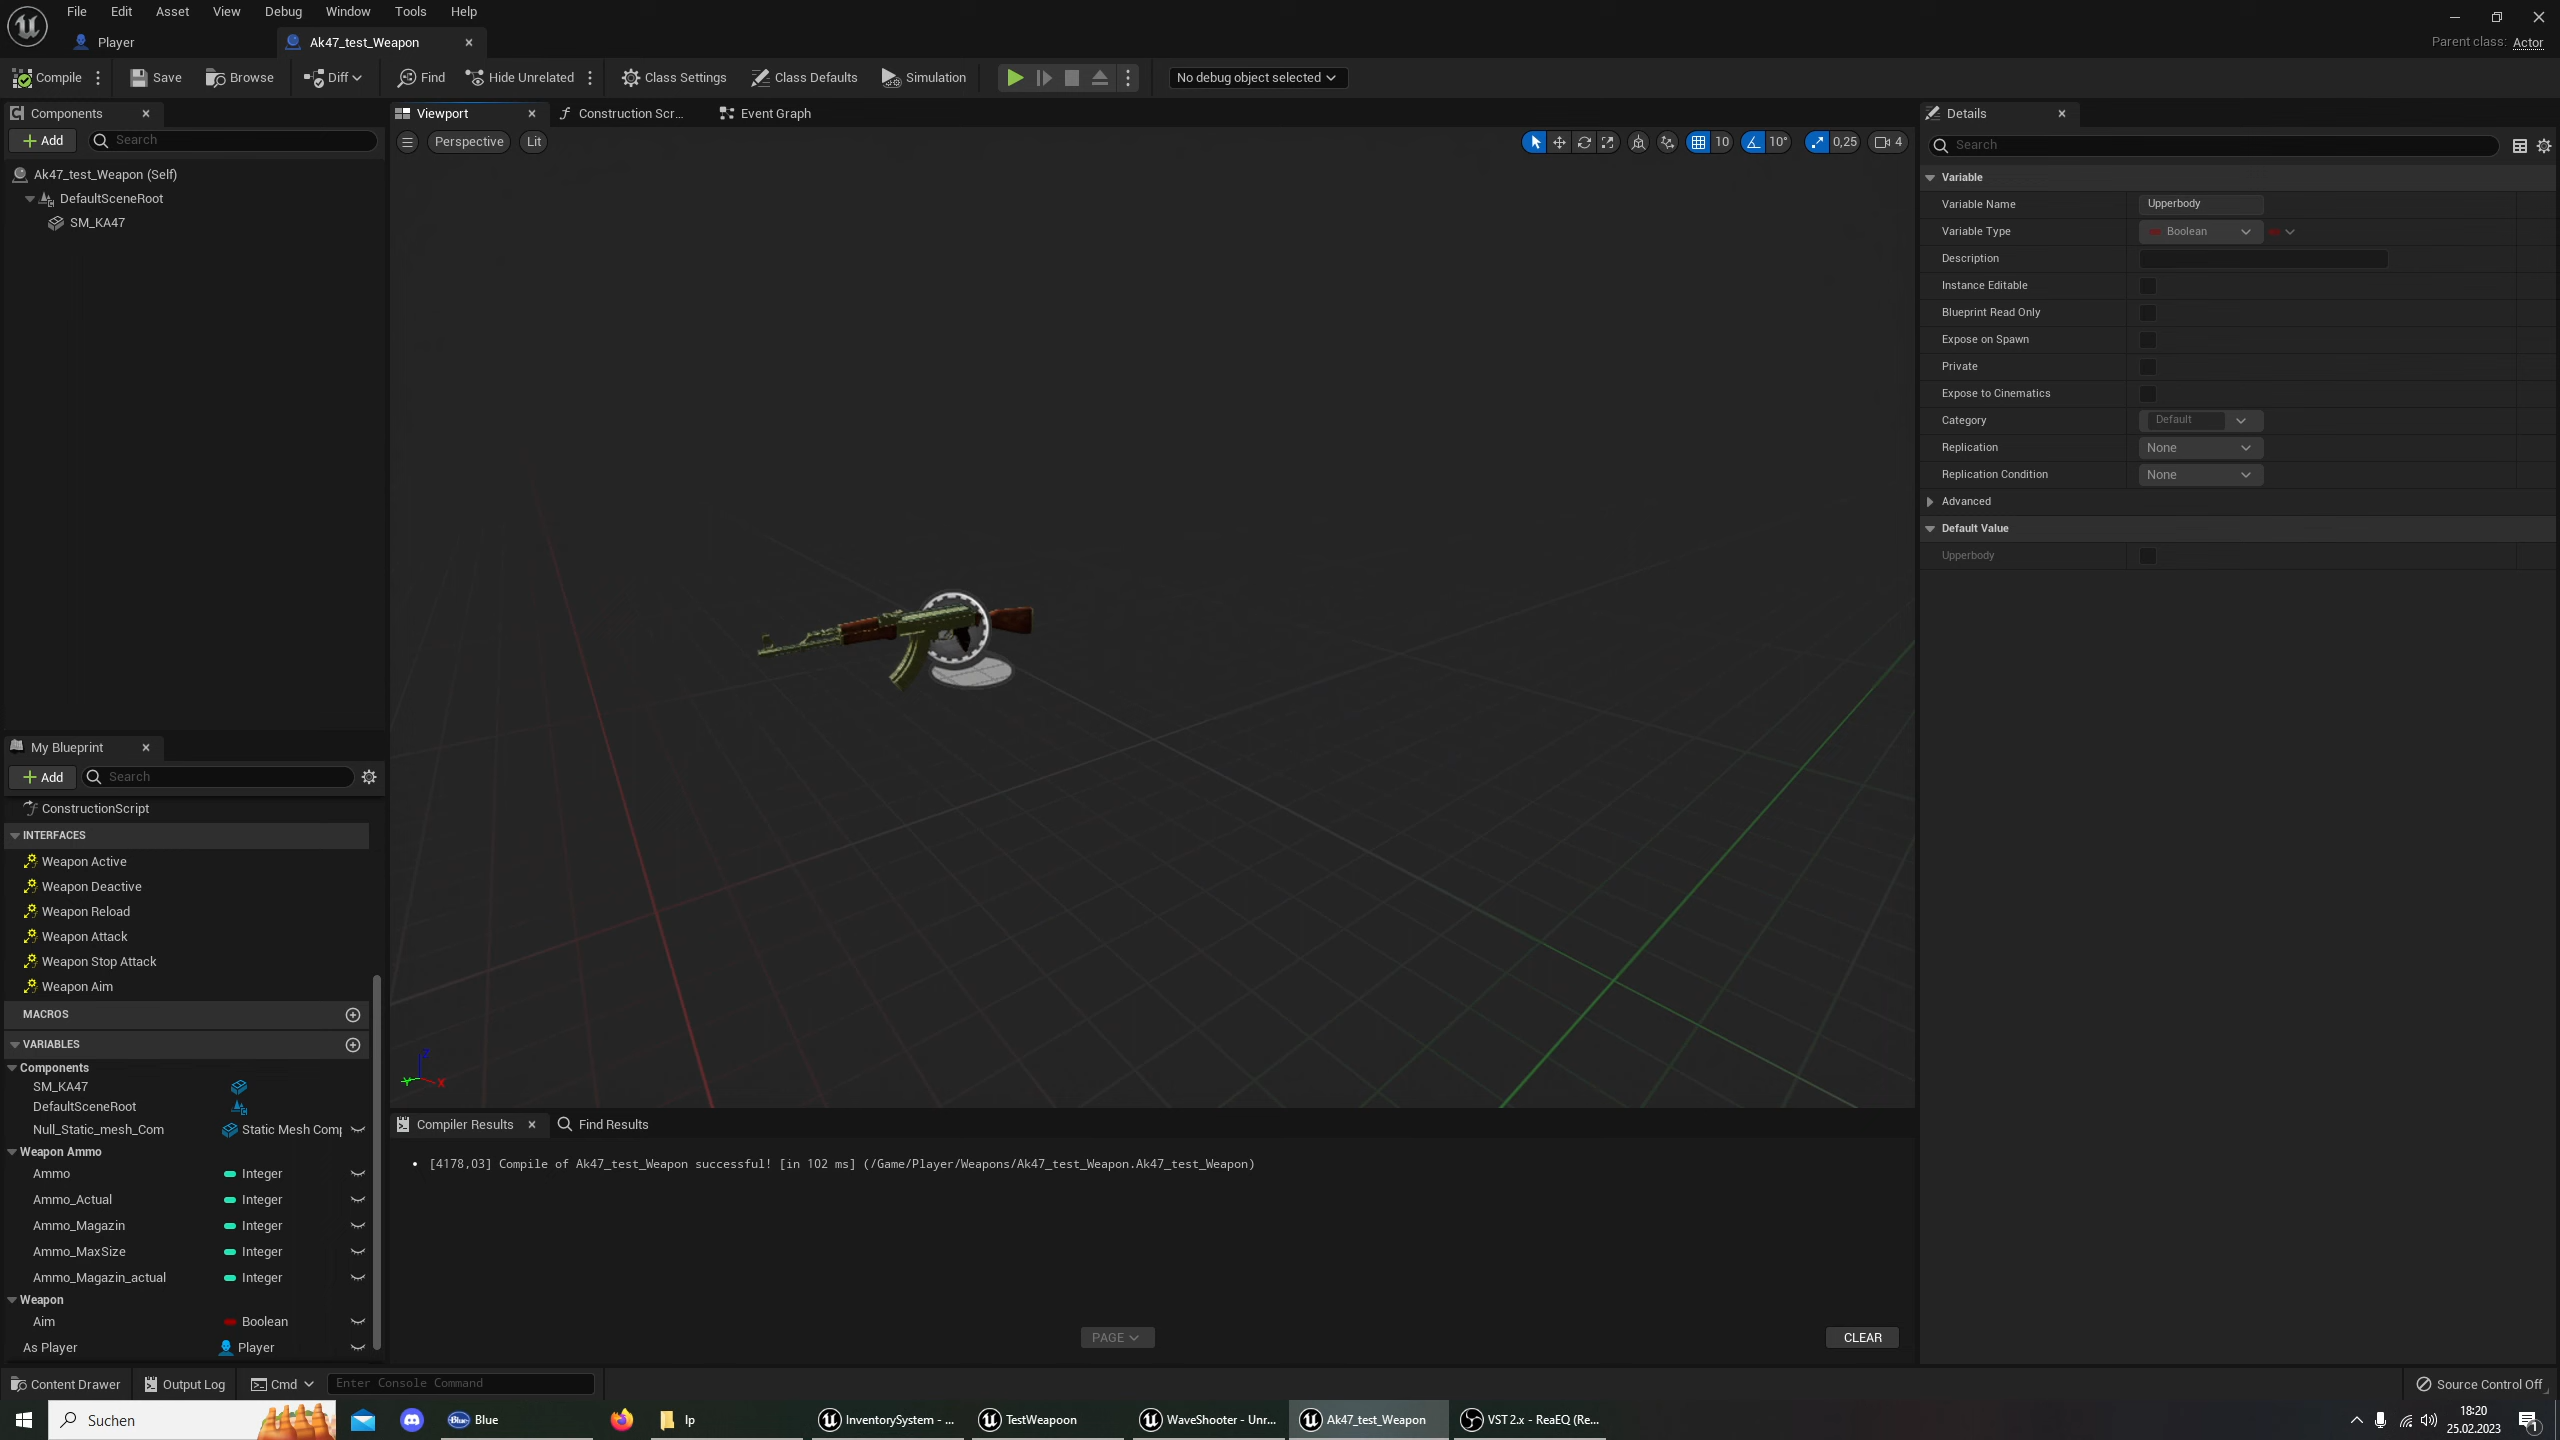 File Edit Asset View Debug Window Tools Help
Player Ak47_test_Weapon
Parent class: Actor
Compile Save Browse Diff Find Hide Unrelated Class Settings Class Defaults Simulation No debug object selected
Components Viewport Construction Scr... Event Graph Details
Add Search Perspective Lit 10 10° 0,25 4 Search
Ak47_test_Weapon (Self)
DefaultSceneRoot
SM_KA47
Variable
Variable Name Upperbody
Variable Type Boolean
Description
Instance Editable
Blueprint Read Only
Expose on Spawn
Private
Expose to Cinematics
Category Default
Replication None
Replication Condition None
Advanced
Default Value
Upperbody
My Blueprint
Add Search
ConstructionScript
INTERFACES
Weapon Active
Weapon Deactive
Weapon Reload
Weapon Attack
Weapon Stop Attack
Weapon Aim
MACROS
VARIABLES
Components
SM_KA47
DefaultSceneRoot
Null_Static_mesh_Com Static Mesh Comp
Weapon Ammo
Ammo Integer
Ammo_Actual Integer
Ammo_Magazin Integer
Ammo_MaxSize Integer
Ammo_Magazin_actual Integer
Weapon
Aim Boolean
As Player Player
Z
Y X
Compiler Results Find Results
[4178,03] Compile of Ak47_test_Weapon successful! [in 102 ms] (/Game/Player/Weapons/Ak47_test_Weapon.Ak47_test_Weapon)
PAGE CLEAR
Content Drawer Output Log Cmd Enter Console Command Source Control Off
Suchen Blue Blue Ip InventorySystem - ... TestWeapoon WaveShooter - Unr... Ak47_test_Weapon VST 2.x - ReaEQ (Re...
18:20
25.02.2023
1